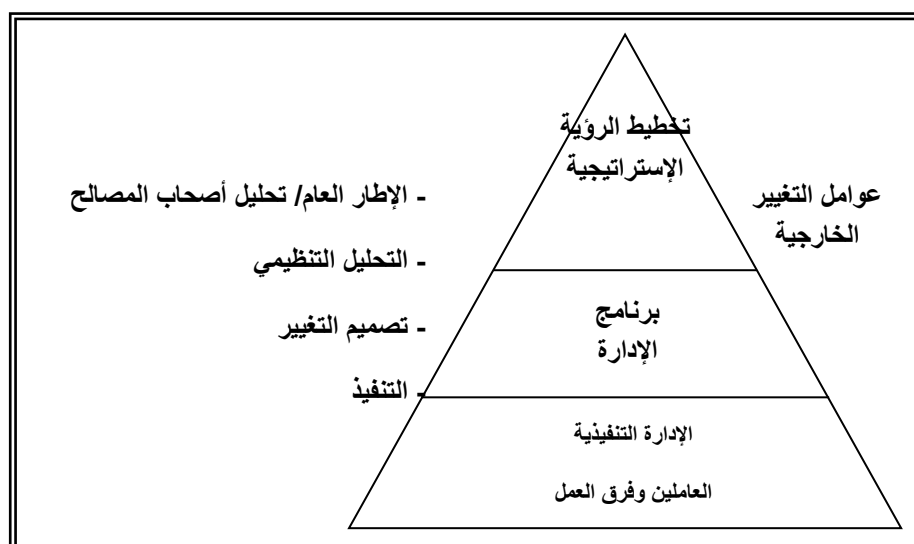 تخطيط الرؤية
الإستراتيجية
عوامل التغيير
الخارجية
- الإطار العام/ تحليل أصحاب المصالح
- التحليل التنظيمي
- تصميم التغيير
- التنفيذ
برنامج
الإدارة
الإدارة التنفيذية
العاملين وفرق العمل